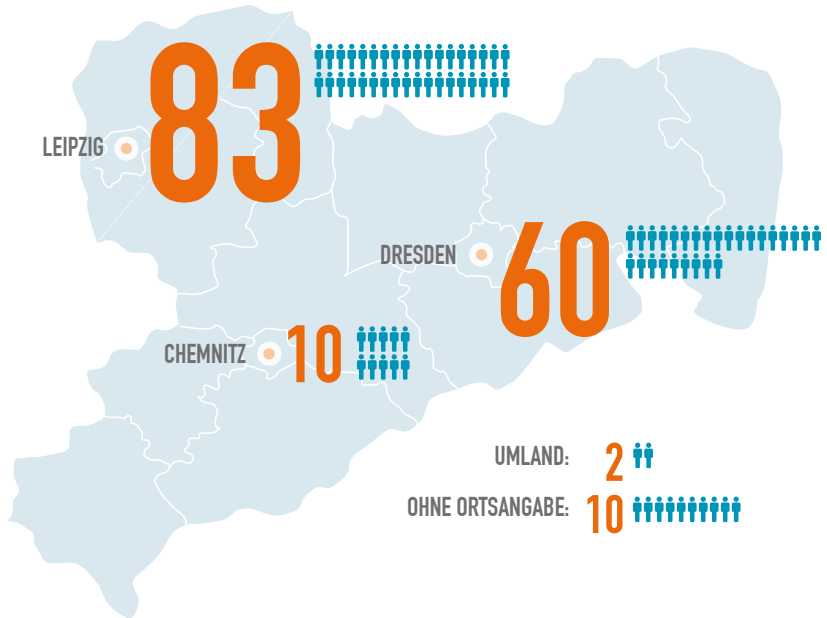 LEIPZIG 83
DRESDEN 60
CHEMNITZ 10
UMLAND: 2
OHNE ORTSANGABE: 10